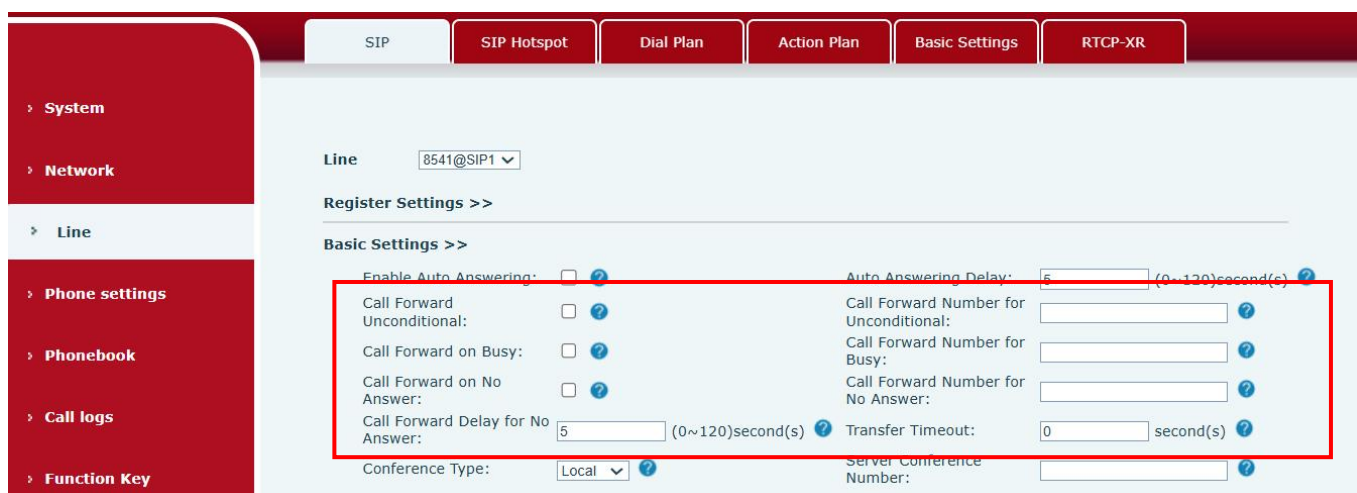 SIP
SIP Hotspot
Dial Plan
Action Plan
Basic Settings
RTCP-XR
System
Network
Line
Phone settings
Phonebook
Call logs
Function Key
Line 8541@SIP1
Register Settings >>
Basic Settings >>
Enable Auto Answering: ? Auto Answering Delay: 5 (0~120)second(s) ?
Call Forward
Unconditional: ?
Call Forward Number for
Unconditional: ?
Call Forward on Busy: ?
Call Forward Number for
Busy: ?
Call Forward on No
Answer: ?
Call Forward Number for
No Answer: ?
Call Forward Delay for No
Answer: 5 (0~120)second(s) ?
Transfer Timeout: 0 second(s) ?
Conference Type: Local ?
Server Conference
Number: ?